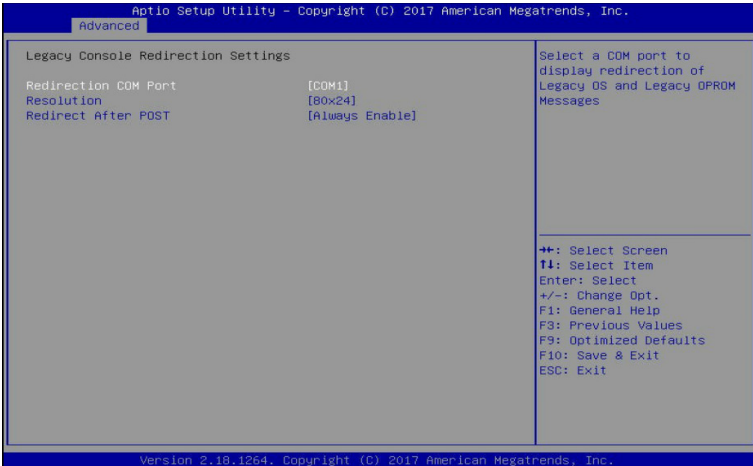 Aptio Setup Utility – Copyright (C) 2017 American Megatrends, Inc.
Advanced
Legacy Console Redirection Settings
Redirection COM Port [COM1]
Resolution [80x24]
Redirect After POST [Always Enable]
Select a COM port to
display redirection of
Legacy OS and Legacy OPROM
Messages
→←: Select Screen
↑↓: Select Item
Enter: Select
+/-: Change Opt.
F1: General Help
F3: Previous Values
F9: Optimized Defaults
F10: Save & Exit
ESC: Exit
Version 2.18.1264. Copyright (C) 2017 American Megatrends, Inc.